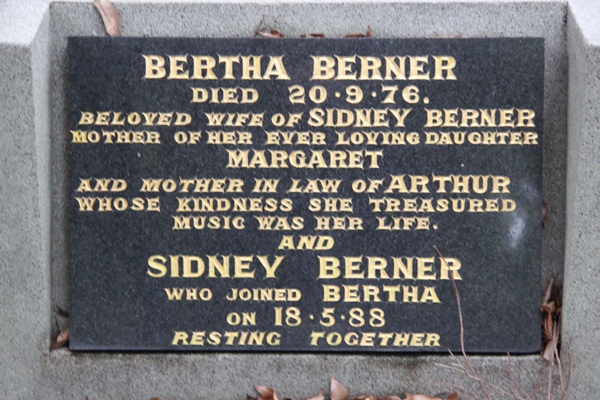 BERTHA BERNER
DIED 20·9·76.
BELOVED WIFE OF SIDNEY BERNER
MOTHER OF HER EVER LOVING DAUGHTER
MARGARET
AND MOTHER IN LAW OF ARTHUR
WHOSE KINDNESS SHE TREASURED
MUSIC WAS HER LIFE.
AND
SIDNEY BERNER
WHO JOINED BERTHA
ON 18·5·88
RESTING TOGETHER